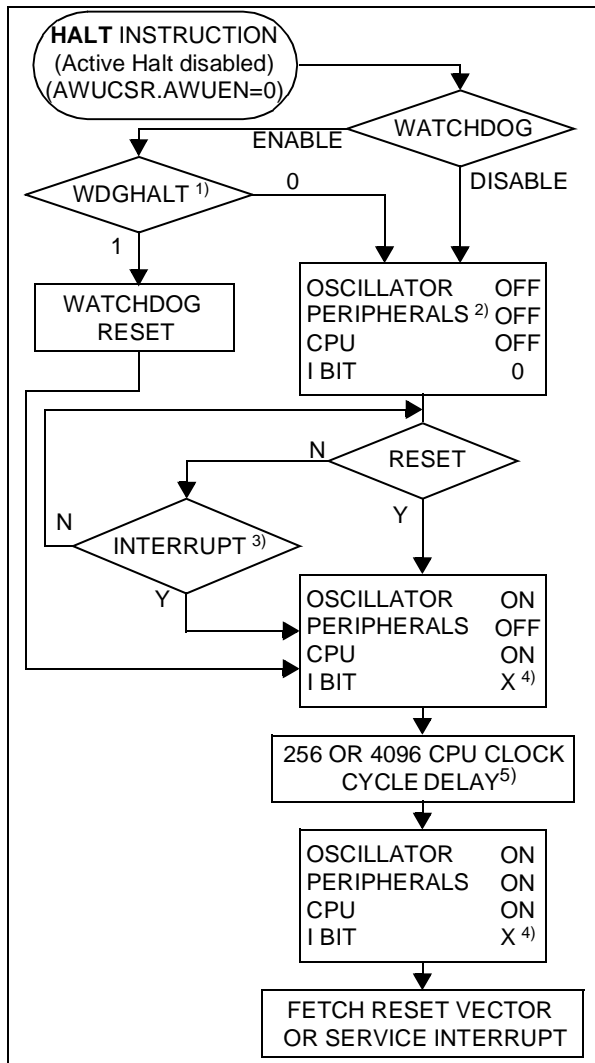 HALT INSTRUCTION
(Active Halt disabled)
(AWUCSR.AWUEN=0)
WATCHDOG
ENABLE
DISABLE
WDGHALT 1)
0
1
WATCHDOG
RESET
OSCILLATOR OFF
PERIPHERALS 2) OFF
CPU OFF
I BIT 0
RESET
N
Y
INTERRUPT 3)
N
Y
OSCILLATOR ON
PERIPHERALS OFF
CPU ON
I BIT X 4)
256 OR 4096 CPU CLOCK
CYCLE DELAY5)
OSCILLATOR ON
PERIPHERALS ON
CPU ON
I BIT X 4)
FETCH RESET VECTOR
OR SERVICE INTERRUPT